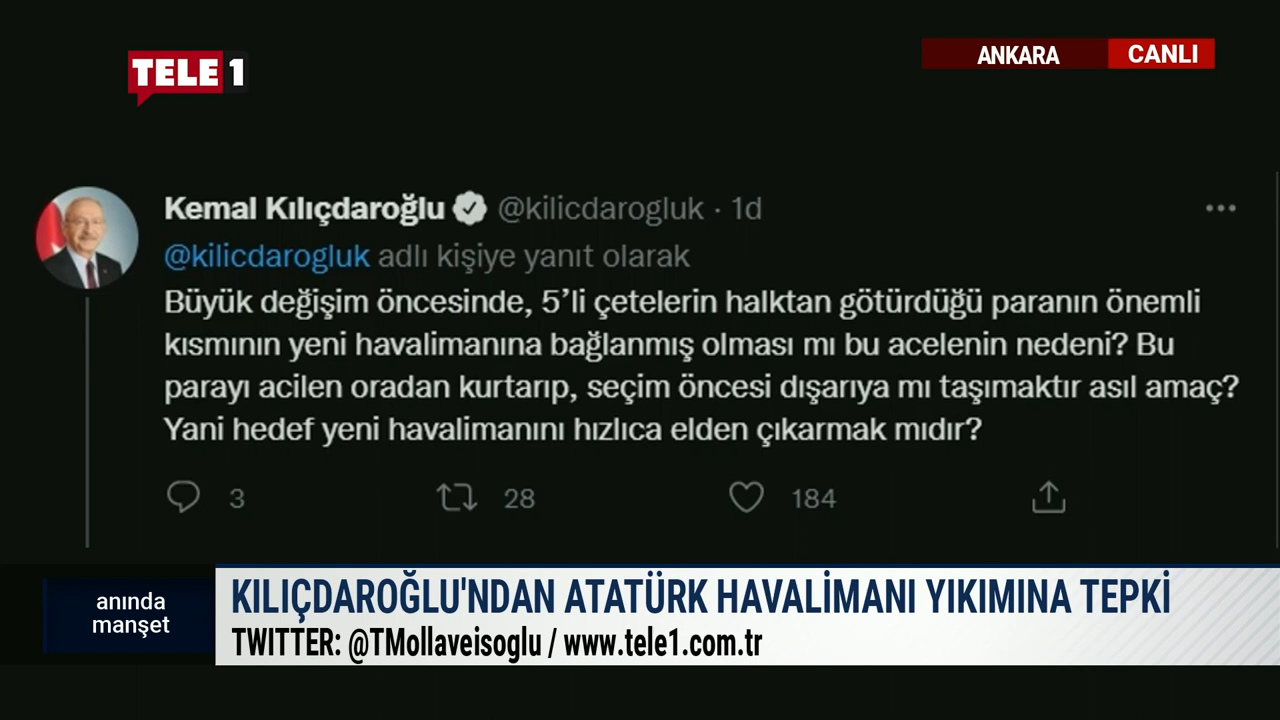 TELE 1
ANKARA CANLI
Kemal Kılıçdaroğlu @kilicdarogluk · 1d
@kilicdarogluk adlı kişiye yanıt olarak
Büyük değişim öncesinde, 5’li çetelerin halktan götürdüğü paranın önemli
kısmının yeni havalimanına bağlanmış olması mı bu acelenin nedeni? Bu
parayı acilen oradan kurtarıp, seçim öncesi dışarıya mı taşımaktır asıl amaç?
Yani hedef yeni havalimanını hızlıca elden çıkarmak mıdır?
3 28 184
anında
manşet
KILIÇDAROĞLU'NDAN ATATÜRK HAVALİMANI YIKIMINA TEPKİ
TWITTER: @TMollaveisoglu / www.tele1.com.tr